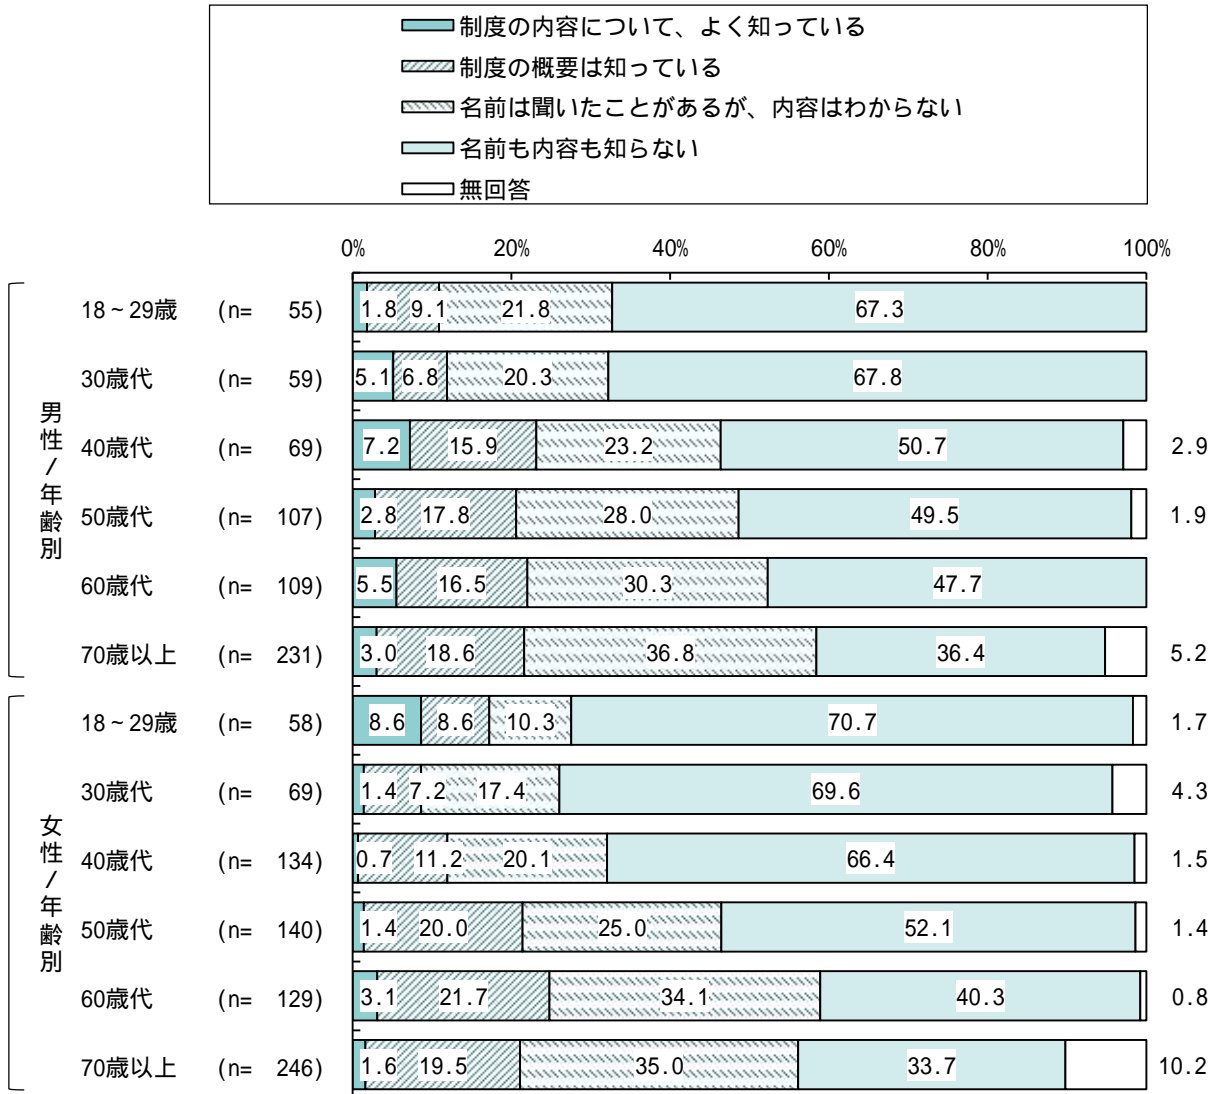 制度の内容について、よく知っている
制度の概要は知っている
名前は聞いたことがあるが、内容はわからない
名前も内容も知らない
無回答
0% 20% 40% 60% 80% 100%
男性/年齢別
18~29歳 (n= 55) 1.8 9.1 21.8 67.3
30歳代 (n= 59) 5.1 6.8 20.3 67.8
40歳代 (n= 69) 7.2 15.9 23.2 50.7 2.9
50歳代 (n= 107) 2.8 17.8 28.0 49.5 1.9
60歳代 (n= 109) 5.5 16.5 30.3 47.7
70歳以上 (n= 231) 3.0 18.6 36.8 36.4 5.2
女性/年齢別
18~29歳 (n= 58) 8.6 8.6 10.3 70.7 1.7
30歳代 (n= 69) 1.4 7.2 17.4 69.6 4.3
40歳代 (n= 134) 0.7 11.2 20.1 66.4 1.5
50歳代 (n= 140) 1.4 20.0 25.0 52.1 1.4
60歳代 (n= 129) 3.1 21.7 34.1 40.3 0.8
70歳以上 (n= 246) 1.6 19.5 35.0 33.7 10.2